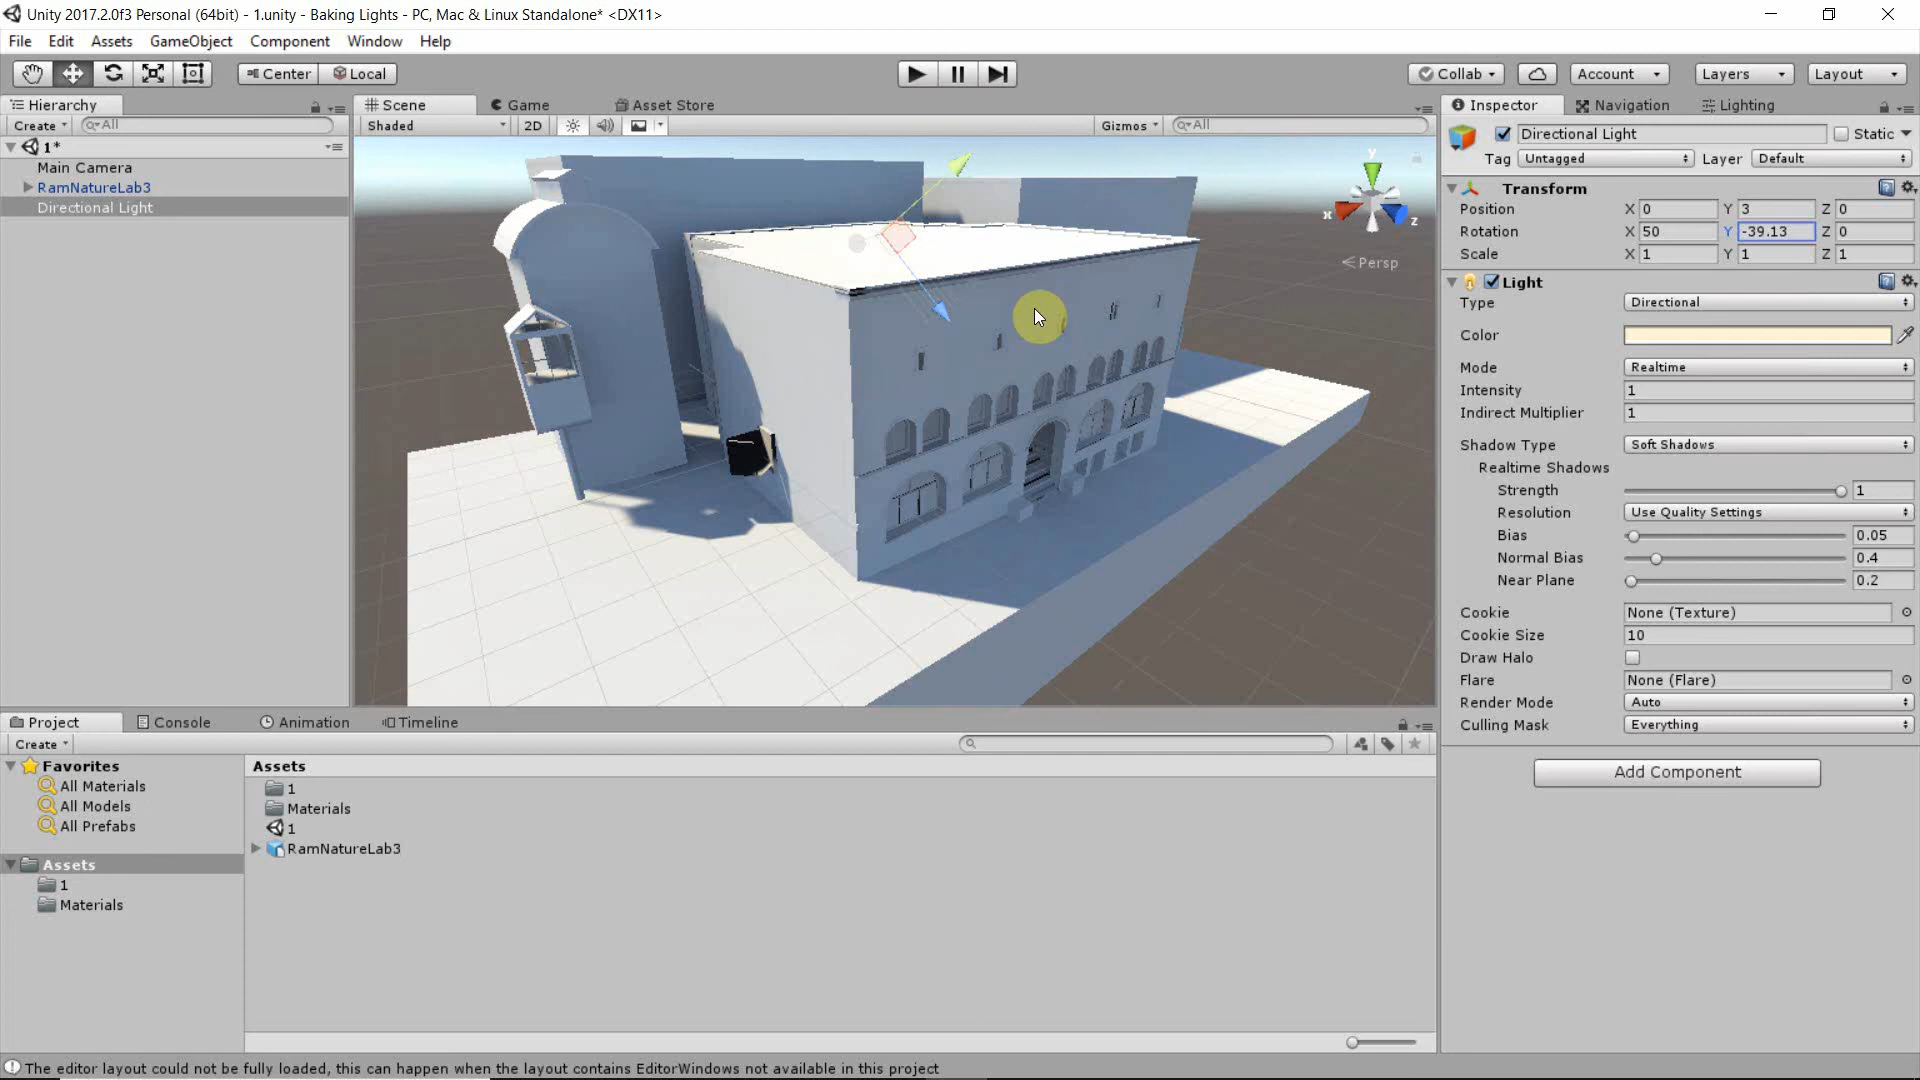 Unity 2017.2.0f3 Personal (64bit) - 1.unity - Baking Lights - PC, Mac & Linux Standalone* <DX11>
File Edit Assets GameObject Component Window Help
Center Local Collab Account Layers Layout
Hierarchy
Create All
1*
Main Camera
RamNatureLab3
Directional Light
Scene Game Asset Store
Shaded 2D Gizmos All
y
x
z
Persp
Inspector Navigation Lighting
Directional Light Static
Tag Untagged Layer Default
Transform
Position X 0 Y 3 Z 0
Rotation X 50 Y -39.13 Z 0
Scale X 1 Y 1 Z 1
Light
Type Directional
Color
Mode Realtime
Intensity 1
Indirect Multiplier 1
Shadow Type Soft Shadows
Realtime Shadows
Strength 1
Resolution Use Quality Settings
Bias 0.05
Normal Bias 0.4
Near Plane 0.2
Cookie None (Texture)
Cookie Size 10
Draw Halo
Flare None (Flare)
Render Mode Auto
Culling Mask Everything
Add Component
Project Console Animation Timeline
Create
Favorites
All Materials
All Models
All Prefabs
Assets
1
Materials
Assets
1
Materials
1
RamNatureLab3
The editor layout could not be fully loaded, this can happen when the layout contains EditorWindows not available in this project